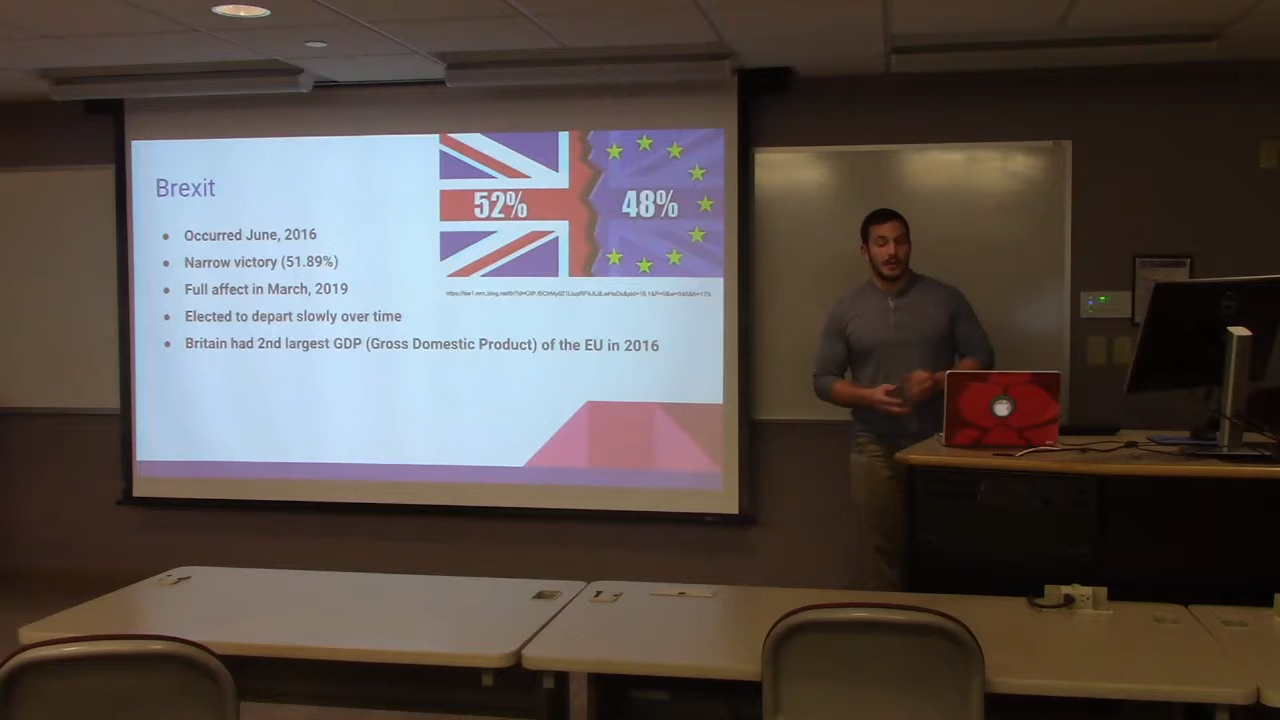 Brexit
52%
48%
Occurred June, 2016
Narrow victory (51.89%)
Full affect in March, 2019
Elected to depart slowly over time
Britain had 2nd largest GDP (Gross Domestic Product) of the EU in 2016